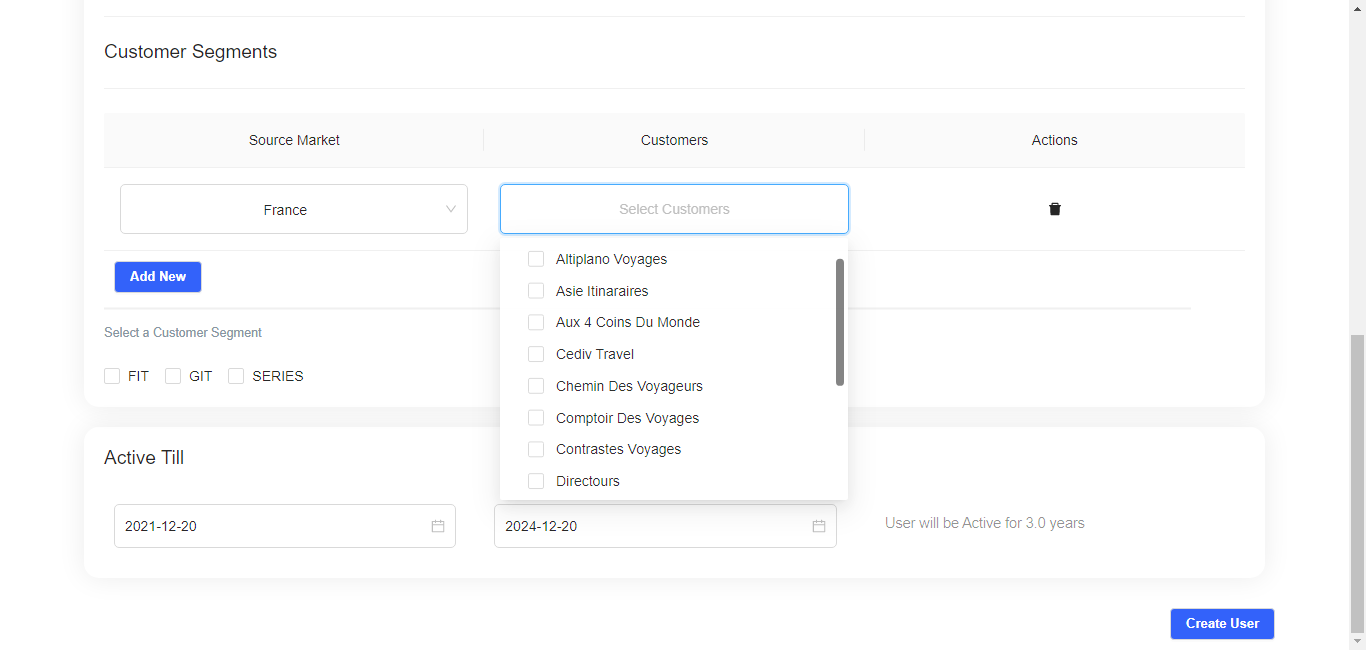 Customer Segments
Source Market Customers Actions
France Select Customers
Altiplano Voyages
Add New
Asie Itinaraires
Aux 4 Coins Du Monde
Select a Customer Segment
Cediv Travel
FIT GIT SERIES
Chemin Des Voyageurs
Comptoir Des Voyages
Contrastes Voyages
Directours
Active Till
2021-12-20 2024-12-20 User will be Active for 3.0 years
Create User